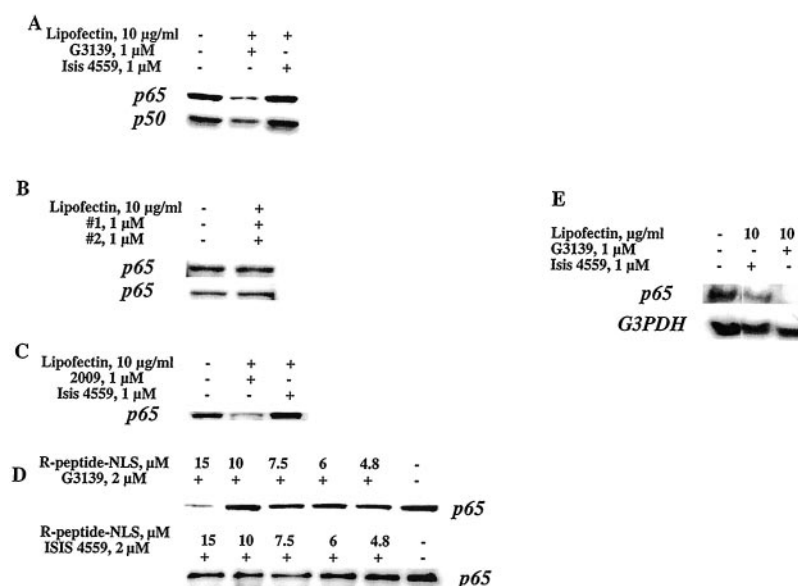 A
Lipofectin, 10 µg/ml - + +
G3139, 1 µM - + -
Isis 4559, 1 µM - - +
p65
p50
B
Lipofectin, 10 µg/ml - +
#1, 1 µM - +
#2, 1 µM - +
p65
p65
C
Lipofectin, 10 µg/ml - + +
2009, 1 µM - + -
Isis 4559, 1 µM - - +
p65
D
R-peptide-NLS, µM 15 10 7.5 6 4.8 -
G3139, 2 µM + + + + + -
p65
R-peptide-NLS, µM 15 10 7.5 6 4.8 -
ISIS 4559, 2 µM + + + + + -
p65
E
Lipofectin, µg/ml - 10 10
G3139, 1 µM - - +
Isis 4559, 1 µM - + -
p65
G3PDH